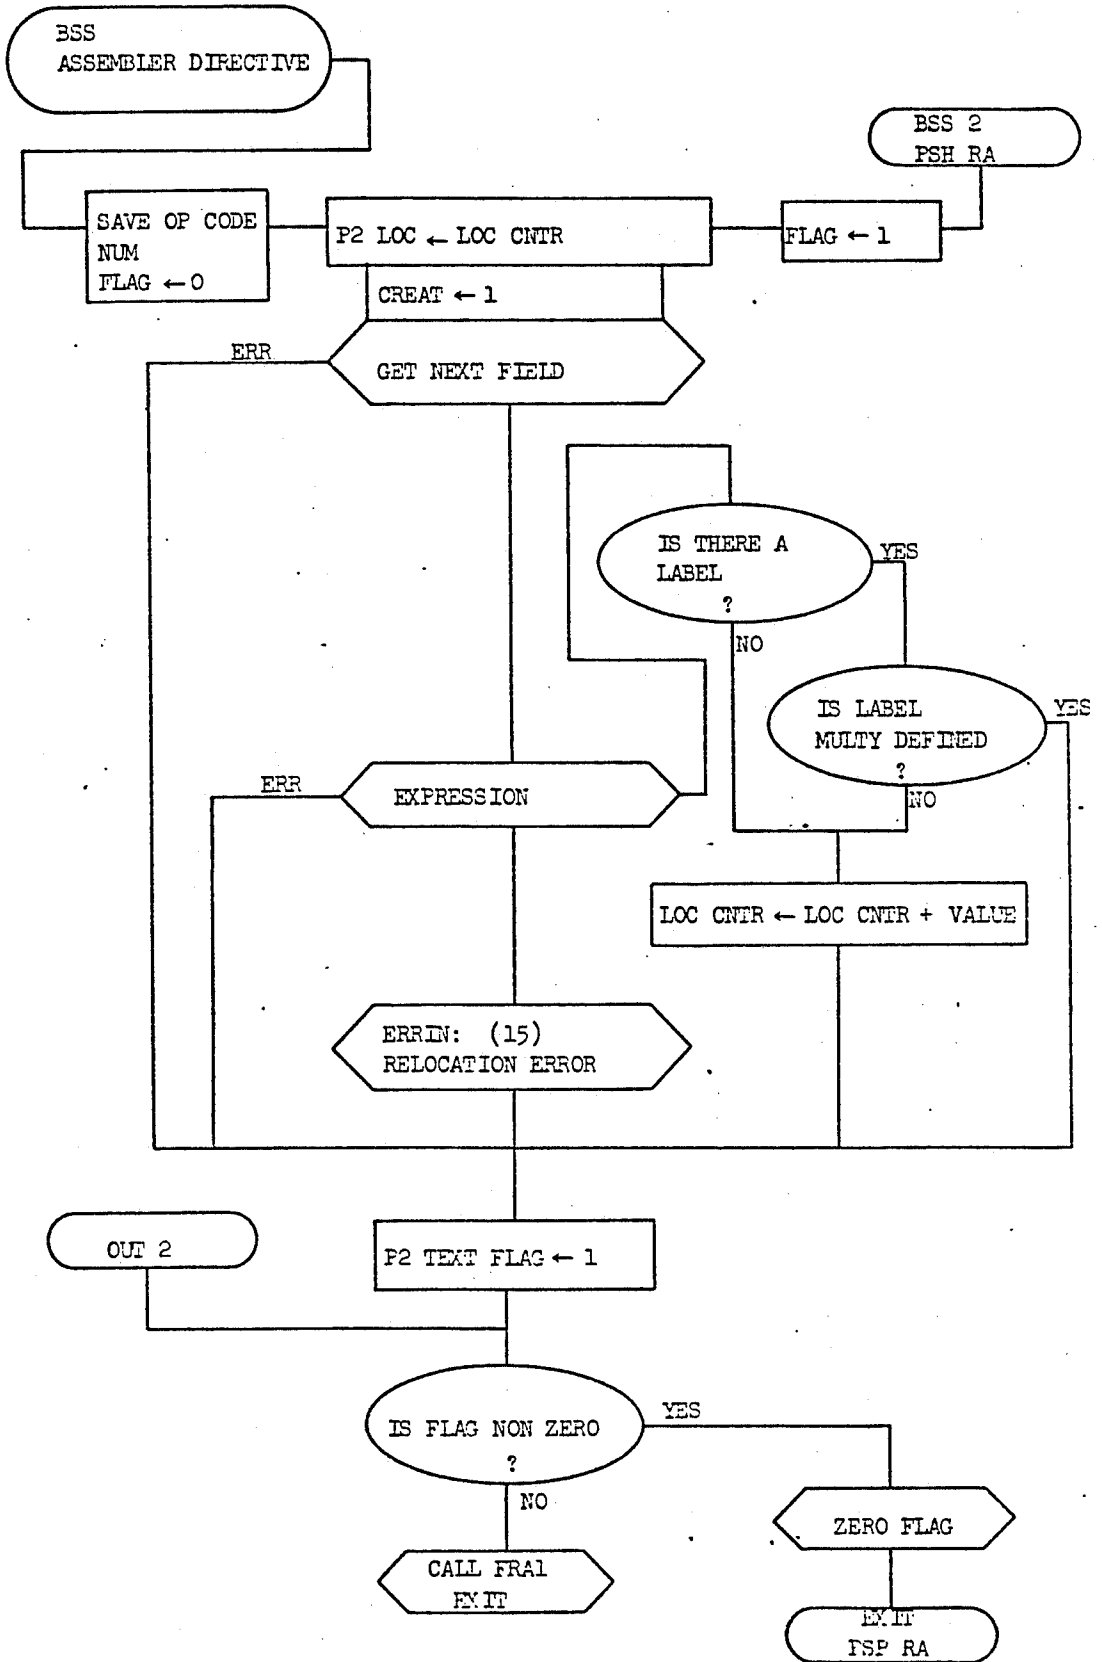 BSS
ASSEMBLER DIRECTIVE
BSS 2
PSH RA
SAVE OP CODE
NUM
FLAG ← 0
P2 LOC ← LOC CNTR
FLAG ← 1
CREAT ← 1
ERR
GET NEXT FIELD
IS THERE A
LABEL
?
YES
NO
IS LABEL
MULTY DEFINED
?
YES
NO
ERR
EXPRESSION
LOC CNTR ← LOC CNTR + VALUE
ERRIN: (15)
RELOCATION ERROR
OUT 2
P2 TEXT FLAG ← 1
IS FLAG NON ZERO
?
YES
NO
ZERO FLAG
CALL FRA1
EXIT
EXIT
PSP RA